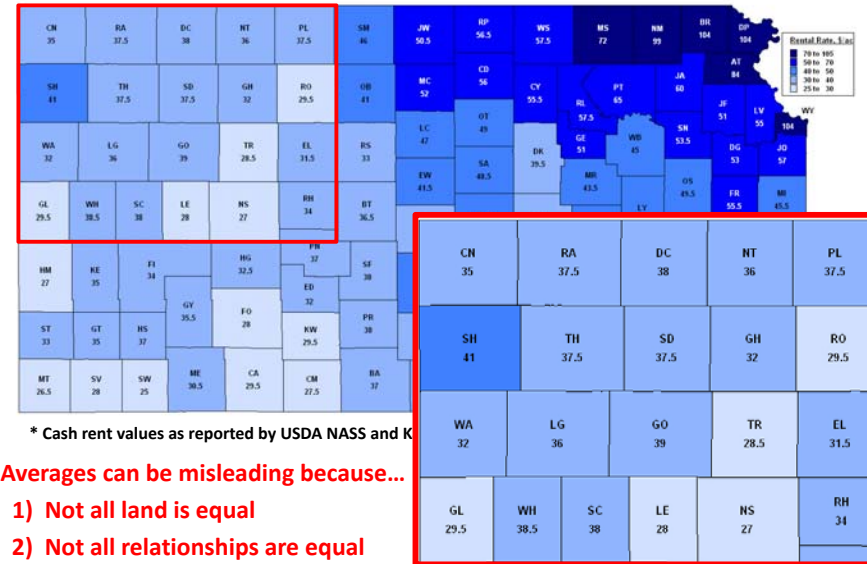 CN RA DC NT PL SM JW RP WS MS NM BR DP
35 37.5 38 36 37.5 46 50.5 56.5 57.5 72 99 104 104
Rental Rate, $/ac
70 to 105
50 to 70
40 to 50
30 to 40
25 to 30
AT
84
SH TH SD GH RO OB MC CD CY RL PT JA
41 37.5 37.5 32 29.5 41 52 56 55.5 57.5 65 60
JF LV WY
51 55 104
WA LG GO TR EL RS LC OT DK GE WB SN DG JO
32 36 39 28.5 31.5 33 47 49 39.5 51 45 53.5 53 57
GL WH SC LE NS RH BT EW SA MR LY OS FR MI
29.5 38.5 38 28 27 34 36.5 41.5 40.5 43.5 49.5 55.5 45.5
HM KE FI HG PN SF
27 35 34 32.5 37 38
GY FO ED PR
35.5 28 32 38
ST GT HS KW
33 35 37 29.5
MT SV SW ME CA CM BA
26.5 28 25 30.5 29.5 27.5 37
CN RA DC NT PL
35 37.5 38 36 37.5
SH TH SD GH RO
41 37.5 37.5 32 29.5
WA LG GO TR EL
32 36 39 28.5 31.5
GL WH SC LE NS RH
29.5 38.5 38 28 27 34
* Cash rent values as reported by USDA NASS and K
Averages can be misleading because…
1) Not all land is equal
2) Not all relationships are equal